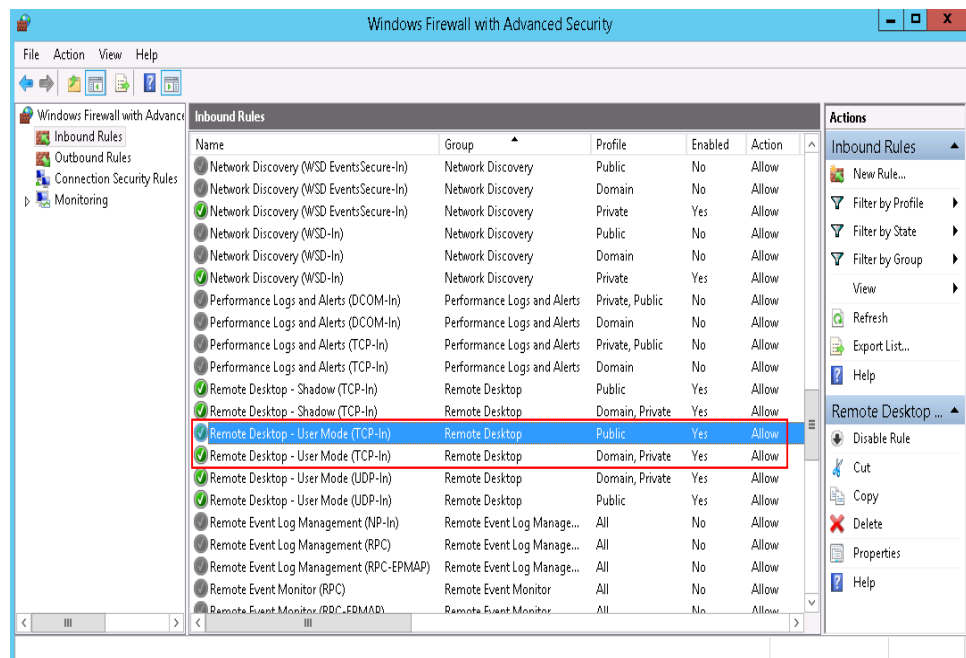 Windows Firewall with Advanced Security
File Action View Help
Windows Firewall with Advance
Inbound Rules
Outbound Rules
Connection Security Rules
Monitoring
Inbound Rules
Name Group Profile Enabled Action
Network Discovery (WSD EventsSecure-In) Network Discovery Public No Allow
Network Discovery (WSD EventsSecure-In) Network Discovery Domain No Allow
Network Discovery (WSD EventsSecure-In) Network Discovery Private Yes Allow
Network Discovery (WSD-In) Network Discovery Public No Allow
Network Discovery (WSD-In) Network Discovery Domain No Allow
Network Discovery (WSD-In) Network Discovery Private Yes Allow
Performance Logs and Alerts (DCOM-In) Performance Logs and Alerts Private, Public No Allow
Performance Logs and Alerts (DCOM-In) Performance Logs and Alerts Domain No Allow
Performance Logs and Alerts (TCP-In) Performance Logs and Alerts Private, Public No Allow
Performance Logs and Alerts (TCP-In) Performance Logs and Alerts Domain No Allow
Remote Desktop - Shadow (TCP-In) Remote Desktop Public Yes Allow
Remote Desktop - Shadow (TCP-In) Remote Desktop Domain, Private Yes Allow
Remote Desktop - User Mode (TCP-In) Remote Desktop Public Yes Allow
Remote Desktop - User Mode (TCP-In) Remote Desktop Domain, Private Yes Allow
Remote Desktop - User Mode (UDP-In) Remote Desktop Domain, Private Yes Allow
Remote Desktop - User Mode (UDP-In) Remote Desktop Public Yes Allow
Remote Event Log Management (NP-In) Remote Event Log Manage... All No Allow
Remote Event Log Management (RPC) Remote Event Log Manage... All No Allow
Remote Event Log Management (RPC-EPMAP) Remote Event Log Manage... All No Allow
Remote Event Monitor (RPC) Remote Event Monitor All No Allow
Remote Event Monitor (RPC-EPMAP) Remote Event Monitor All No Allow
Actions
Inbound Rules
New Rule...
Filter by Profile
Filter by State
Filter by Group
View
Refresh
Export List...
Help
Remote Desktop ...
Disable Rule
Cut
Copy
Delete
Properties
Help